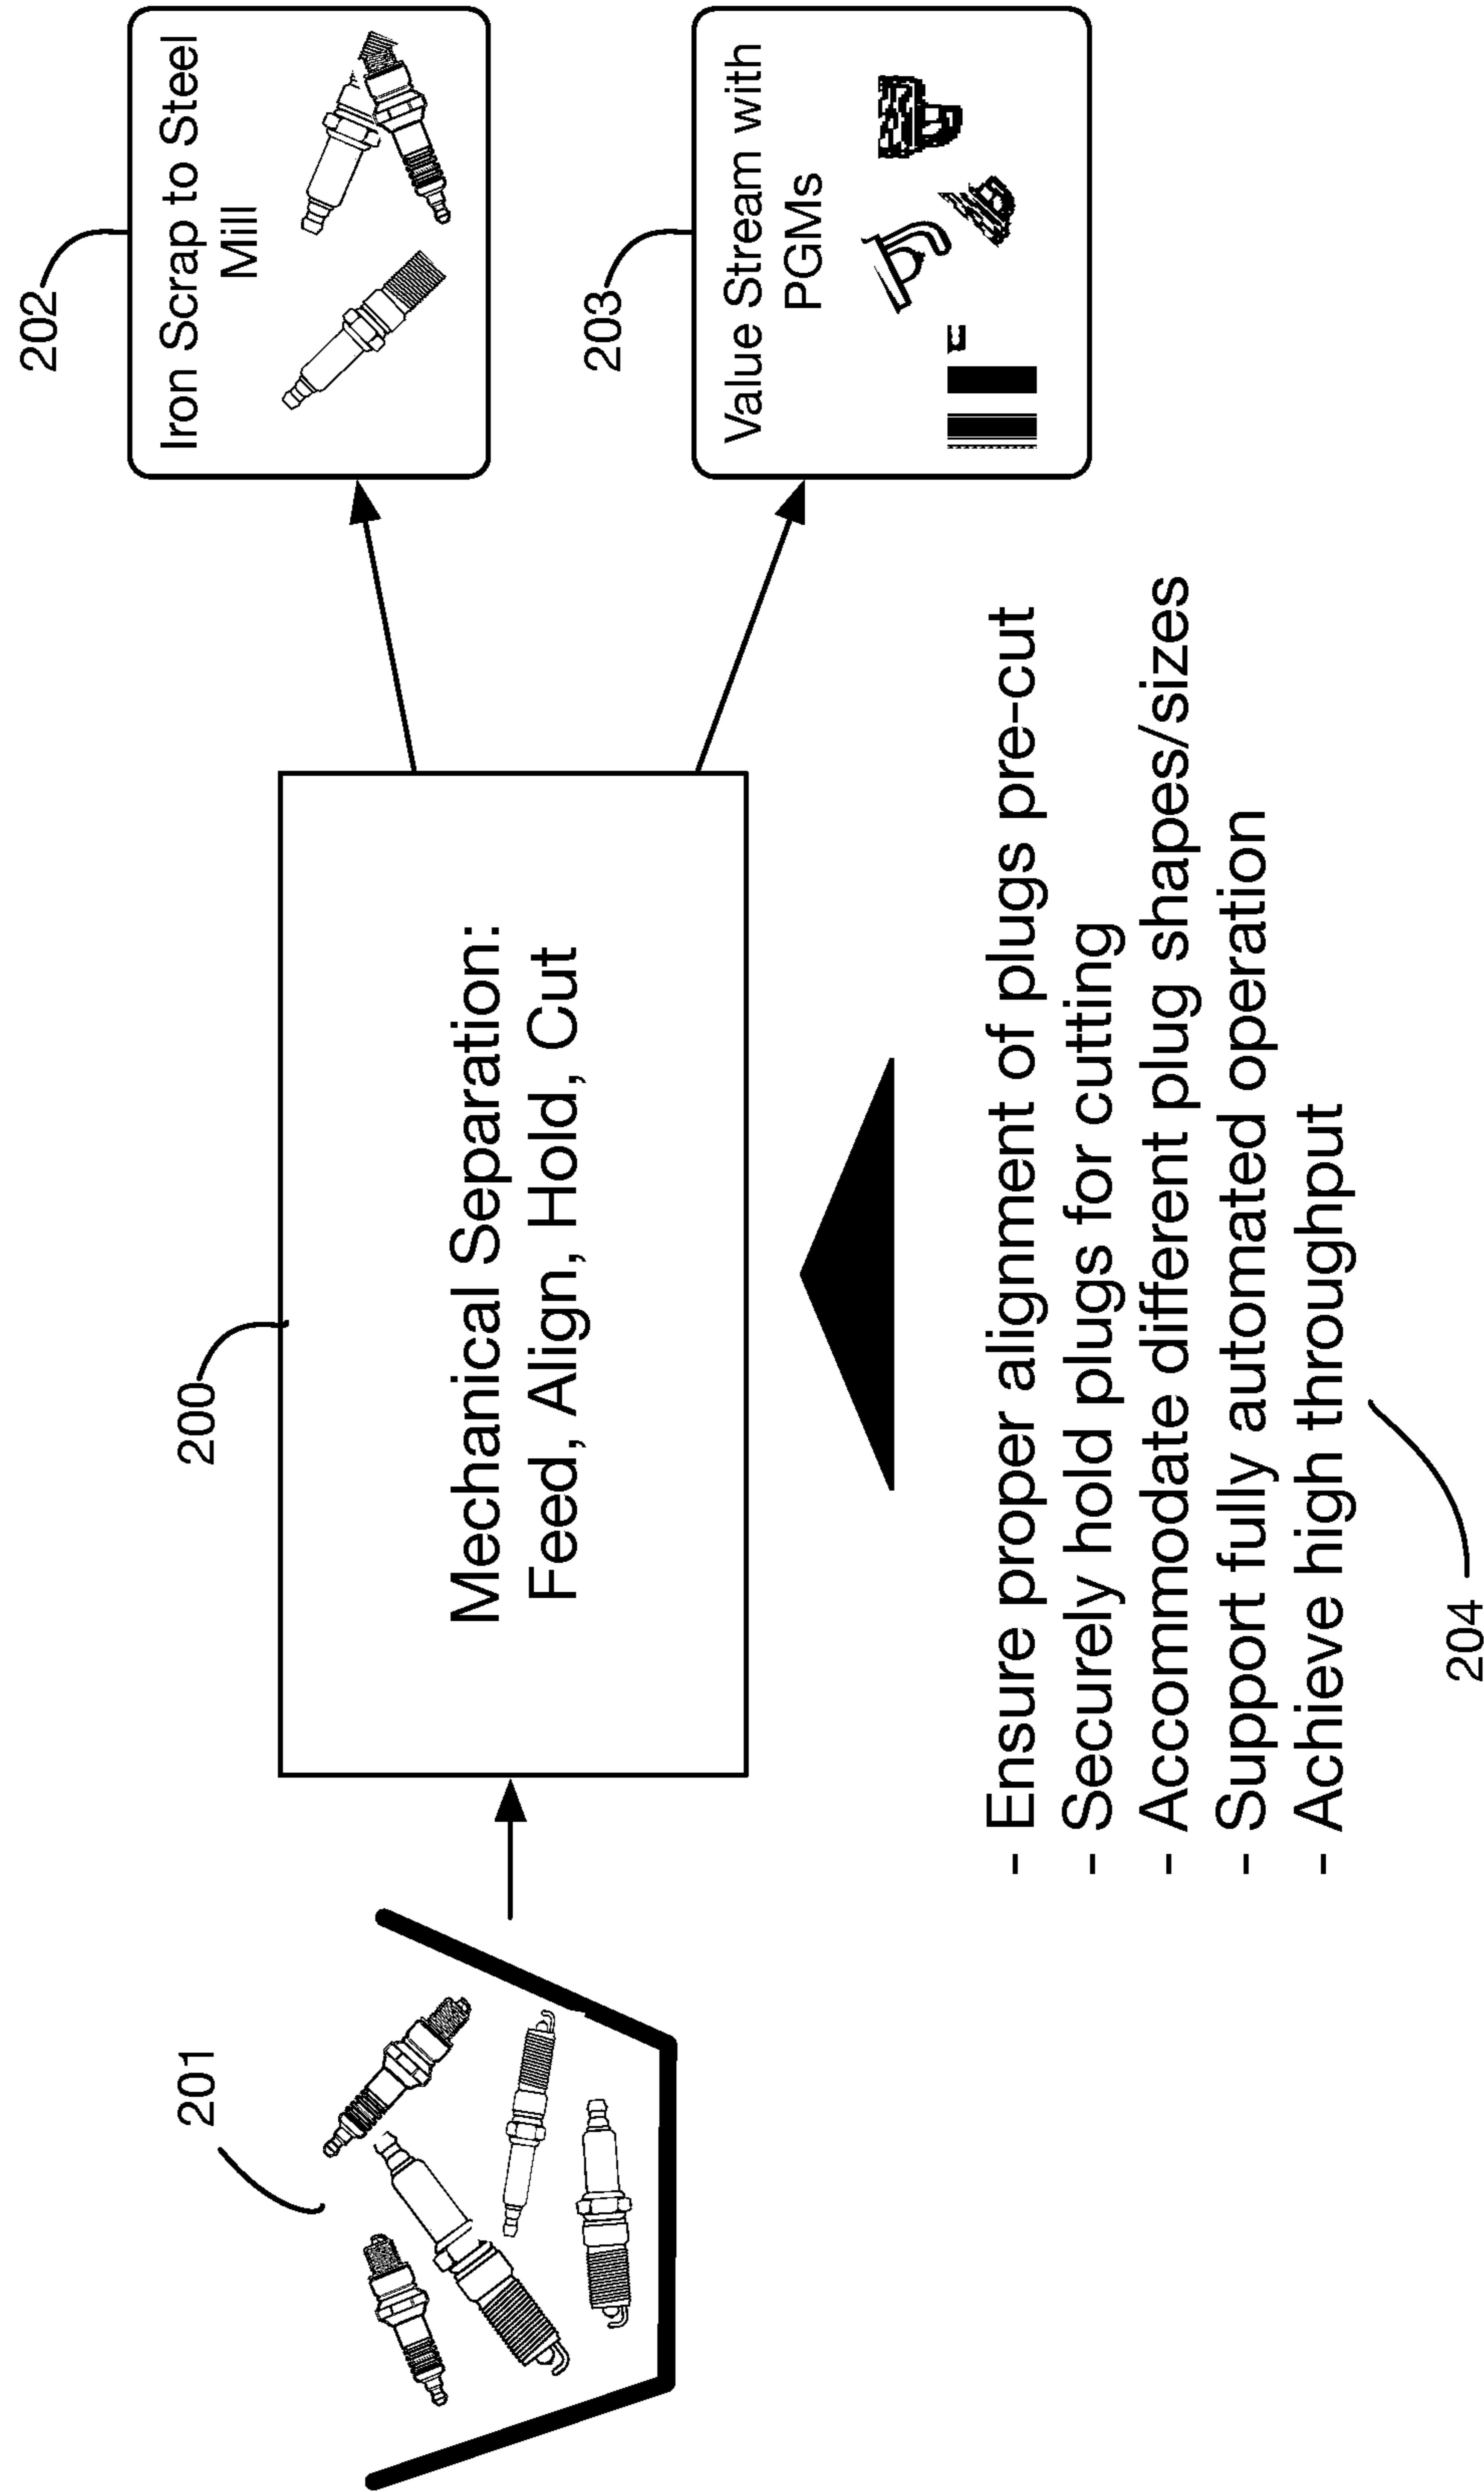 201
200
Mechanical Separation:
Feed, Align, Hold, Cut
202
Iron Scrap to Steel
Mill
203
Value Stream with
PGMs
- Ensure proper alignment of plugs pre-cut
- Securely hold plugs for cutting
- Accommodate different plug shapes/sizes
- Support fully automated operation
- Achieve high throughput
204